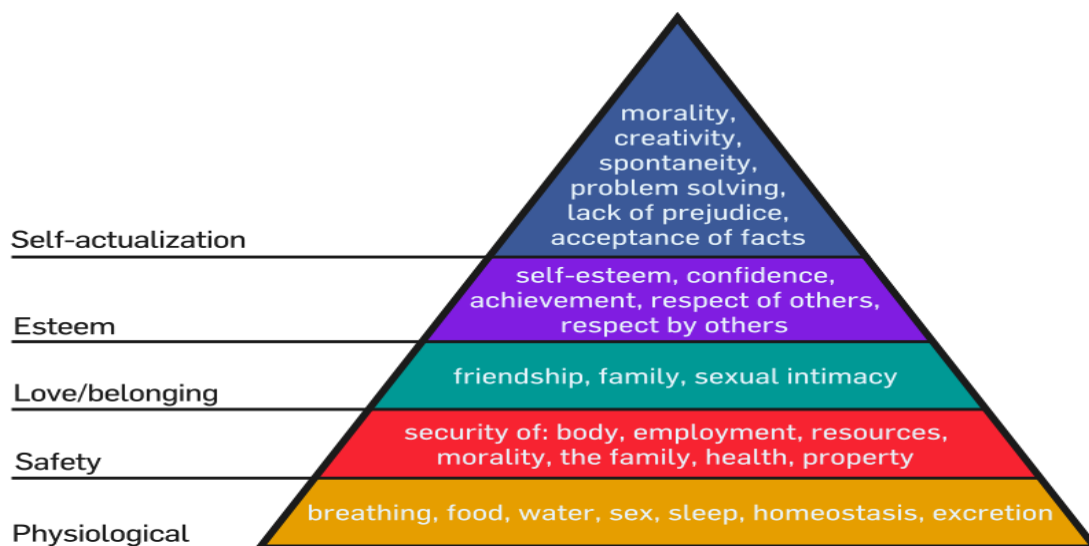 morality,
creativity,
spontaneity,
problem solving,
lack of prejudice,
acceptance of facts
Self-actualization
self-esteem, confidence,
achievement, respect of others,
respect by others
Esteem
friendship, family, sexual intimacy
Love/belonging
security of: body, employment, resources,
morality, the family, health, property
Safety
breathing, food, water, sex, sleep, homeostasis, excretion
Physiological